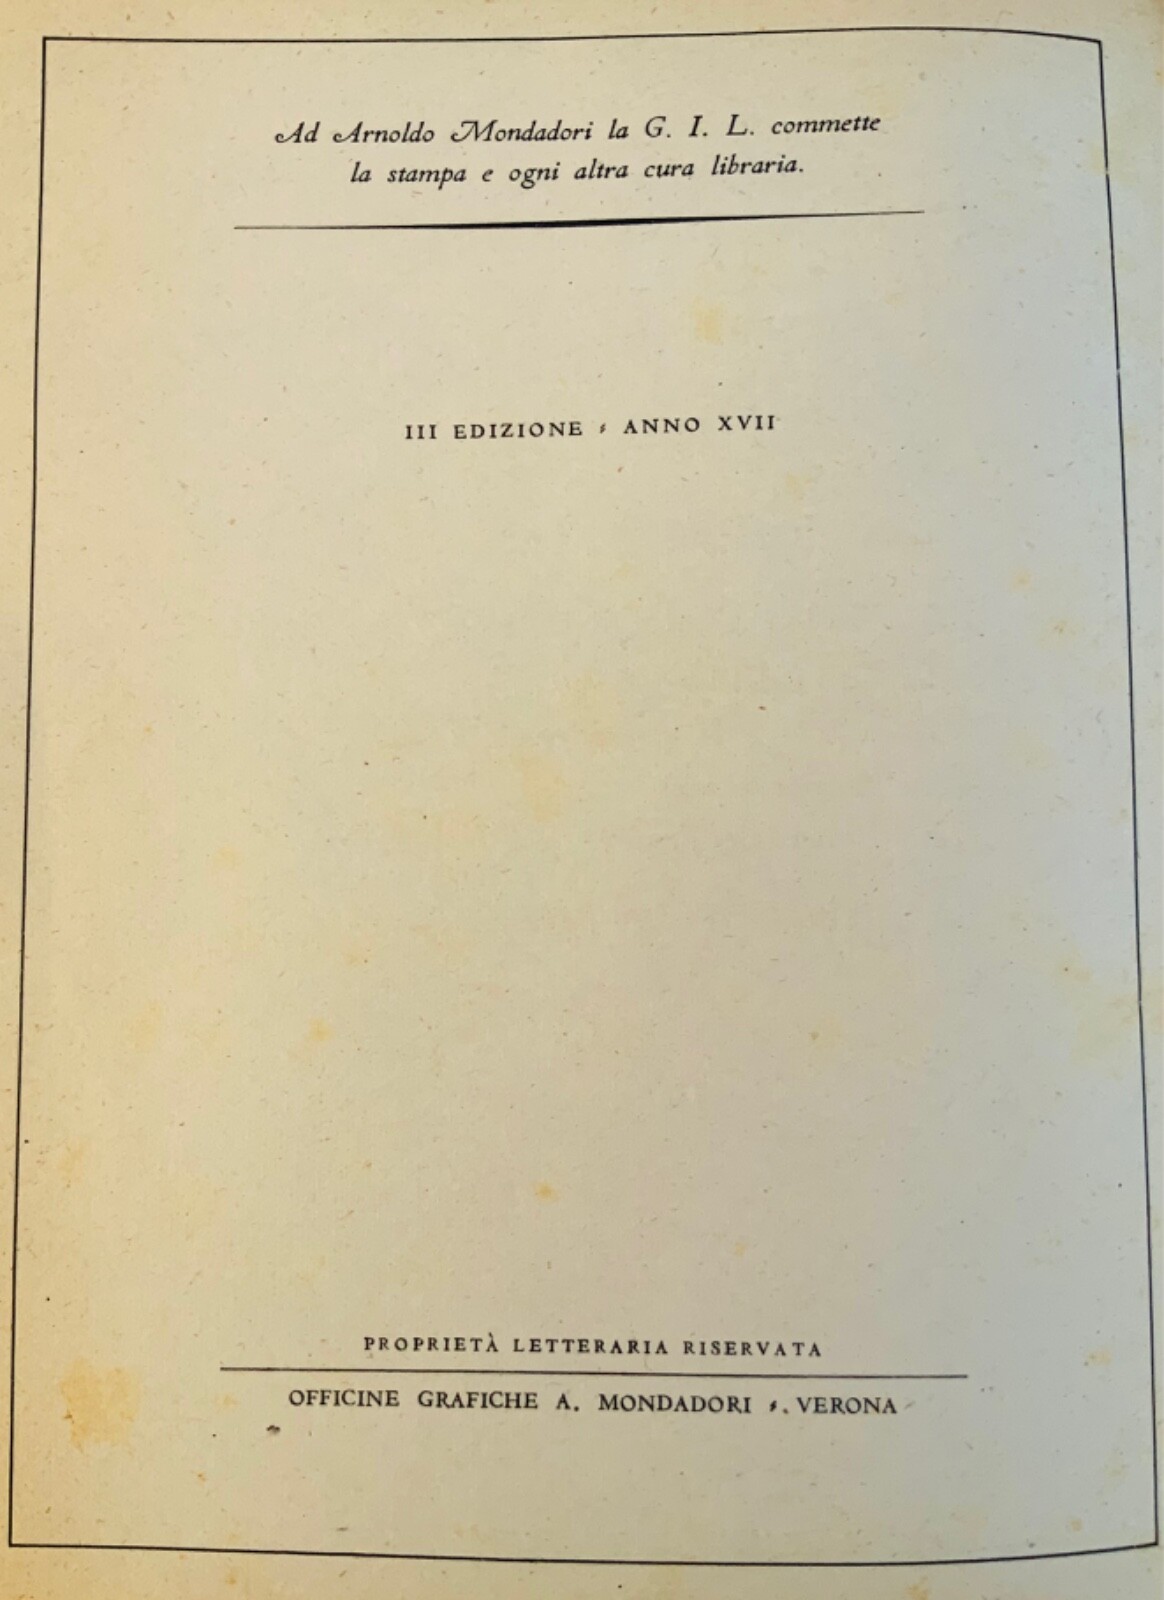 Ad Arnoldo Mondadori la G. I. L. commette
la stampa e ogni altra cura libraria.
III EDIZIONE - ANNO XVII
PROPRIETÀ LETTERARIA RISERVATA
OFFICINE GRAFICHE A. MONDADORI - VERONA